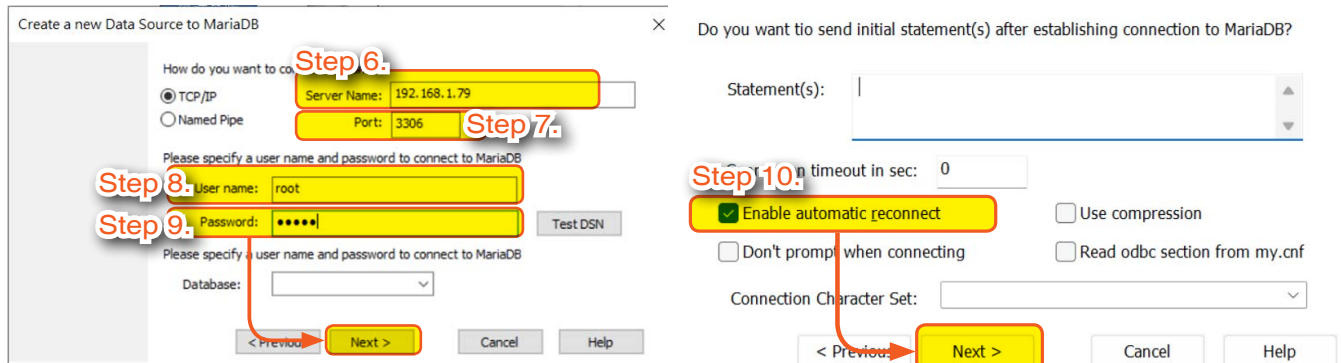 Create a new Data Source to MariaDB
How do you want to co
Step 6.
TCP/IP
Server Name: 192.168.1.79
Named Pipe
Port: 3306
Step 7.
Please specify a user name and password to connect to MariaDB
Step 8.
User name: root
Step 9.
Password: •••••
Test DSN
Please specify a user name and password to connect to MariaDB
Database:
< Previous
Next >
Cancel
Help
Do you want tio send initial statement(s) after establishing connection to MariaDB?
Statement(s):
Step 10.
timeout in sec: 0
Enable automatic reconnect
Use compression
Don't prompt when connecting
Read odbc section from my.cnf
Connection Character Set:
< Previous
Next >
Cancel
Help